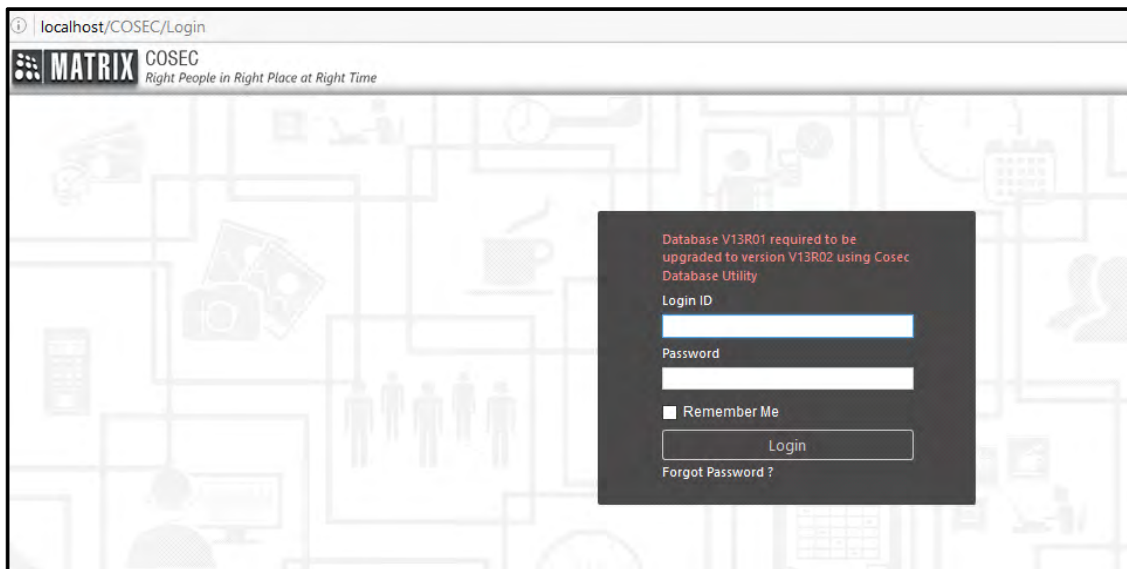 localhost/COSEC/Login
MATRIX COSEC
Right People in Right Place at Right Time
Database V13R01 required to be
upgraded to version V13R02 using Cosec
Database Utility
Login ID
Password
Remember Me
Login
Forgot Password ?